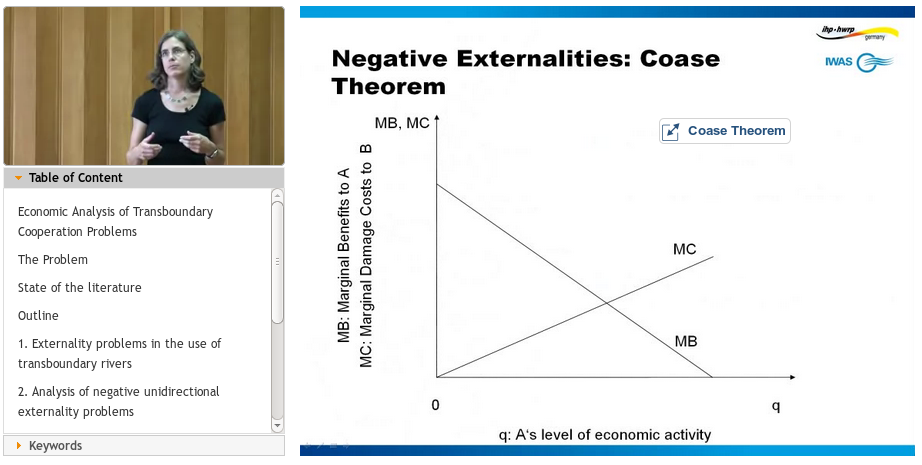 Table of Content
Economic Analysis of Transboundary
Cooperation Problems
The Problem
State of the literature
Outline
1. Externality problems in the use of
transboundary rivers
2. Analysis of negative unidirectional
externality problems
Keywords
ihp·hwrp
germany
IWAS
Negative Externalities: Coase
Theorem
Coase Theorem
MB, MC
MB: Marginal Benefits to A
MC: Marginal Damage Costs to B
MC
MB
0
q
q: A's level of economic activity